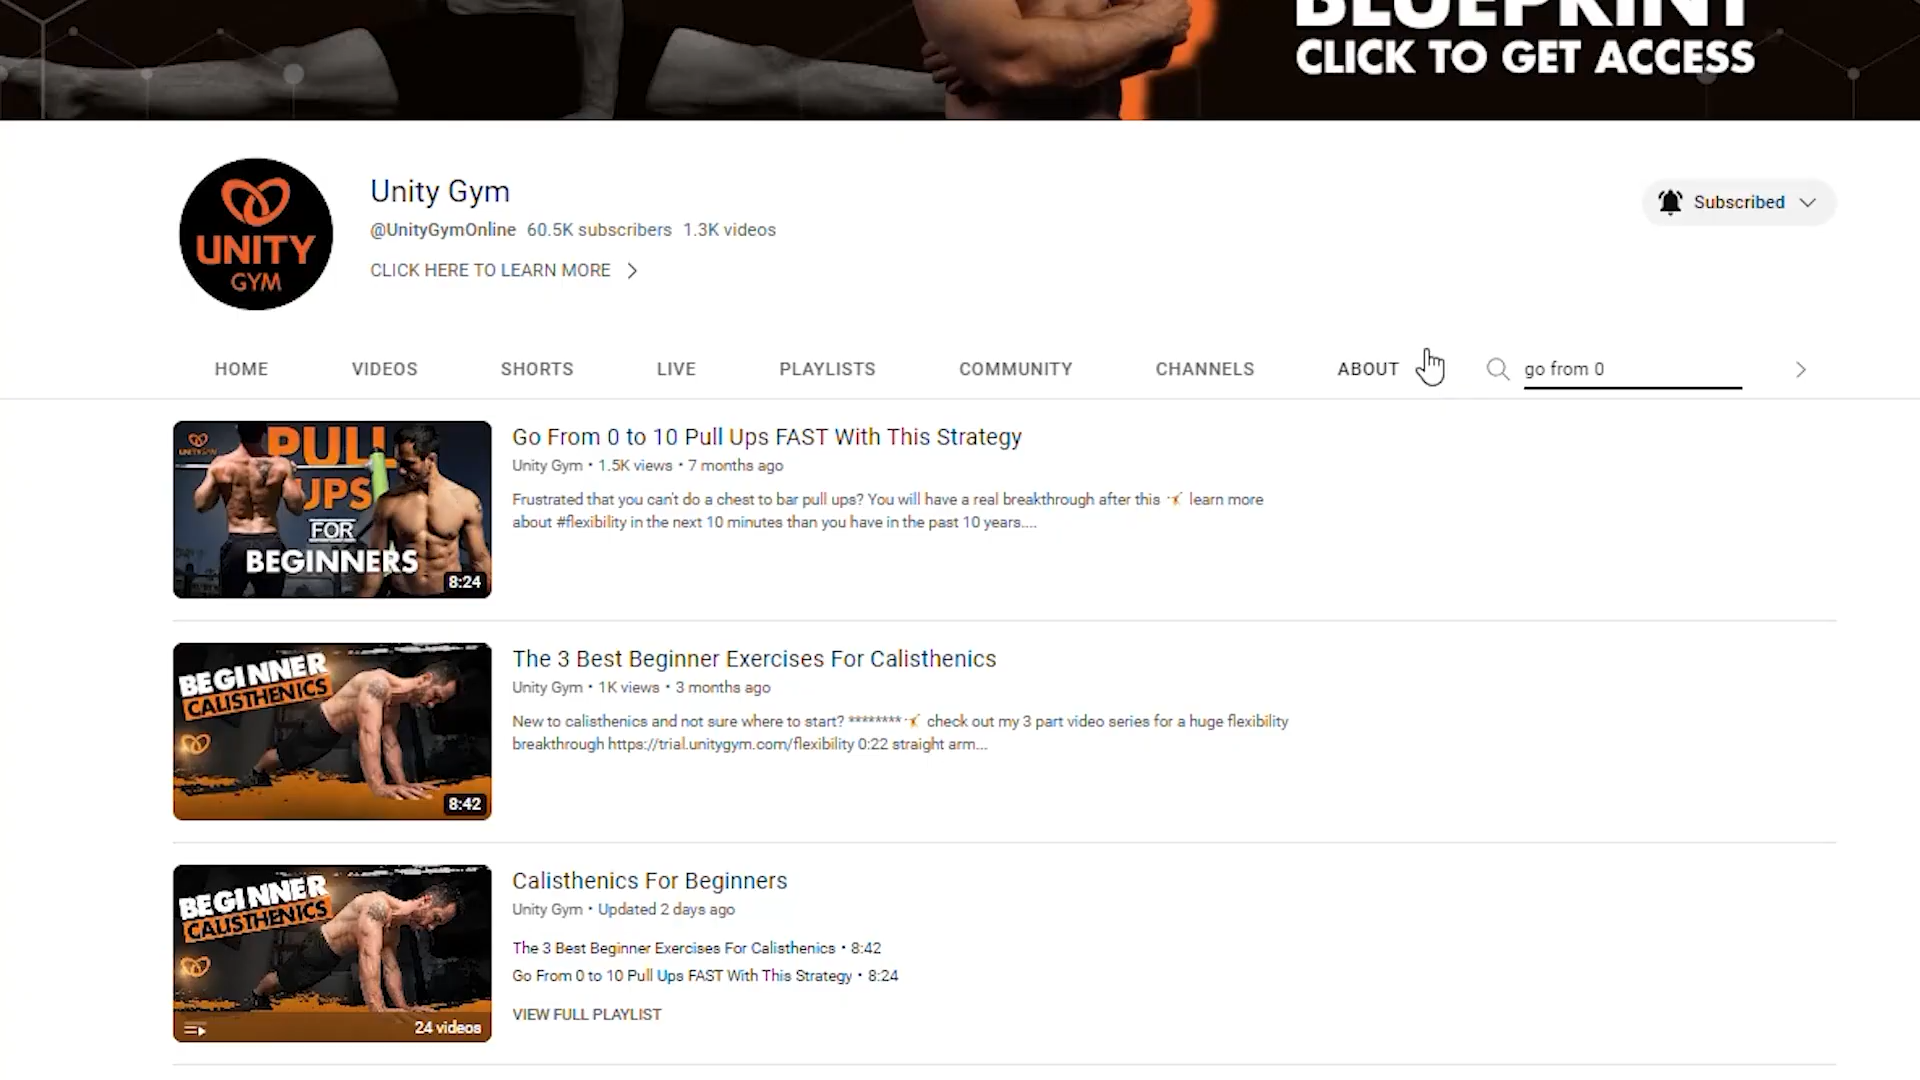 BLUEPRINT
CLICK TO GET ACCESS
UNITY
GYM
Unity Gym
@UnityGymOnline 60.5K subscribers 1.3K videos
CLICK HERE TO LEARN MORE
Subscribed
HOME VIDEOS SHORTS LIVE PLAYLISTS COMMUNITY CHANNELS ABOUT go from 0
PULL
UPS
FOR
BEGINNERS
8:24
Go From 0 to 10 Pull Ups FAST With This Strategy
Unity Gym • 1.5K views • 7 months ago
Frustrated that you can't do a chest to bar pull ups? You will have a real breakthrough after this 🤸 learn more
about #flexibility in the next 10 minutes than you have in the past 10 years....
BEGINNER
CALISTHENICS
8:42
The 3 Best Beginner Exercises For Calisthenics
Unity Gym • 1K views • 3 months ago
New to calisthenics and not sure where to start? ******** 🤸 check out my 3 part video series for a huge flexibility
breakthrough https://trial.unitygym.com/flexibility 0:22 straight arm...
BEGINNER
CALISTHENICS
24 videos
Calisthenics For Beginners
Unity Gym • Updated 2 days ago
The 3 Best Beginner Exercises For Calisthenics • 8:42
Go From 0 to 10 Pull Ups FAST With This Strategy • 8:24
VIEW FULL PLAYLIST